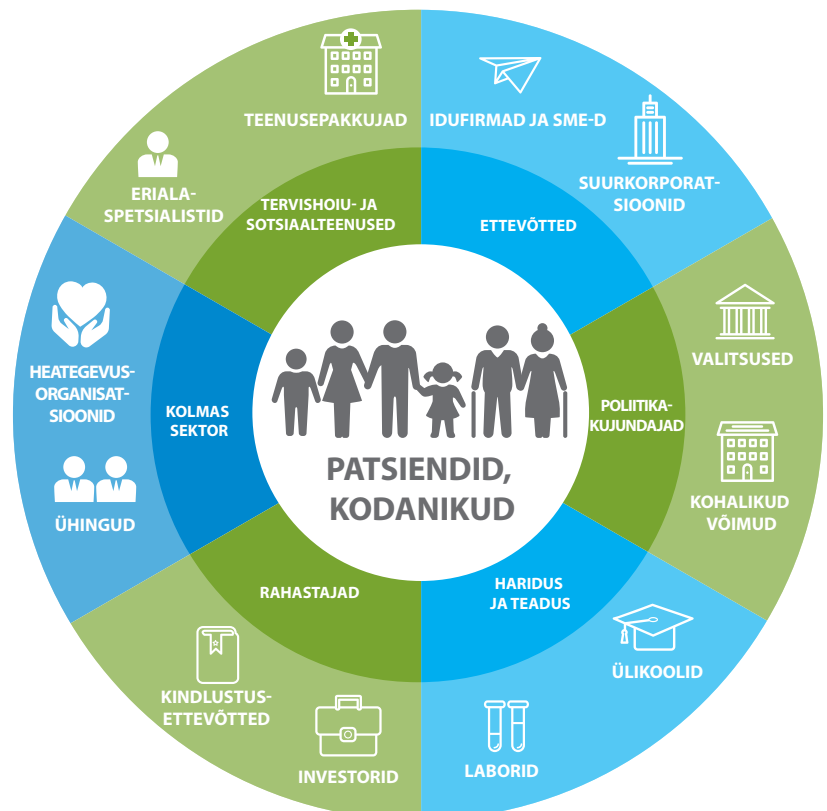 TEENUSEPAKKUJAD
IDUFIRMAD JA SME-D
ERIALA-
SPETSIALISTID
SUURKORPORAT-
SIOONID
TERVISHOIU- JA
SOTSIAALTEENUSED
ETTEVÕTTED
VALITSUSED
HEATEGEVUS-
ORGANISAT-
SIOONID
KOLMAS
SEKTOR
POLIITIKA-
KUJUNDAJAD
PATSIENDID,
KODANIKUD
KOHALIKUD
VÕIMUD
ÜHINGUD
RAHASTAJAD
HARIDUS
JA TEADUS
ÜLIKOOLID
KINDLUSTUS-
ETTEVÕTTED
INVESTORID
LABORID